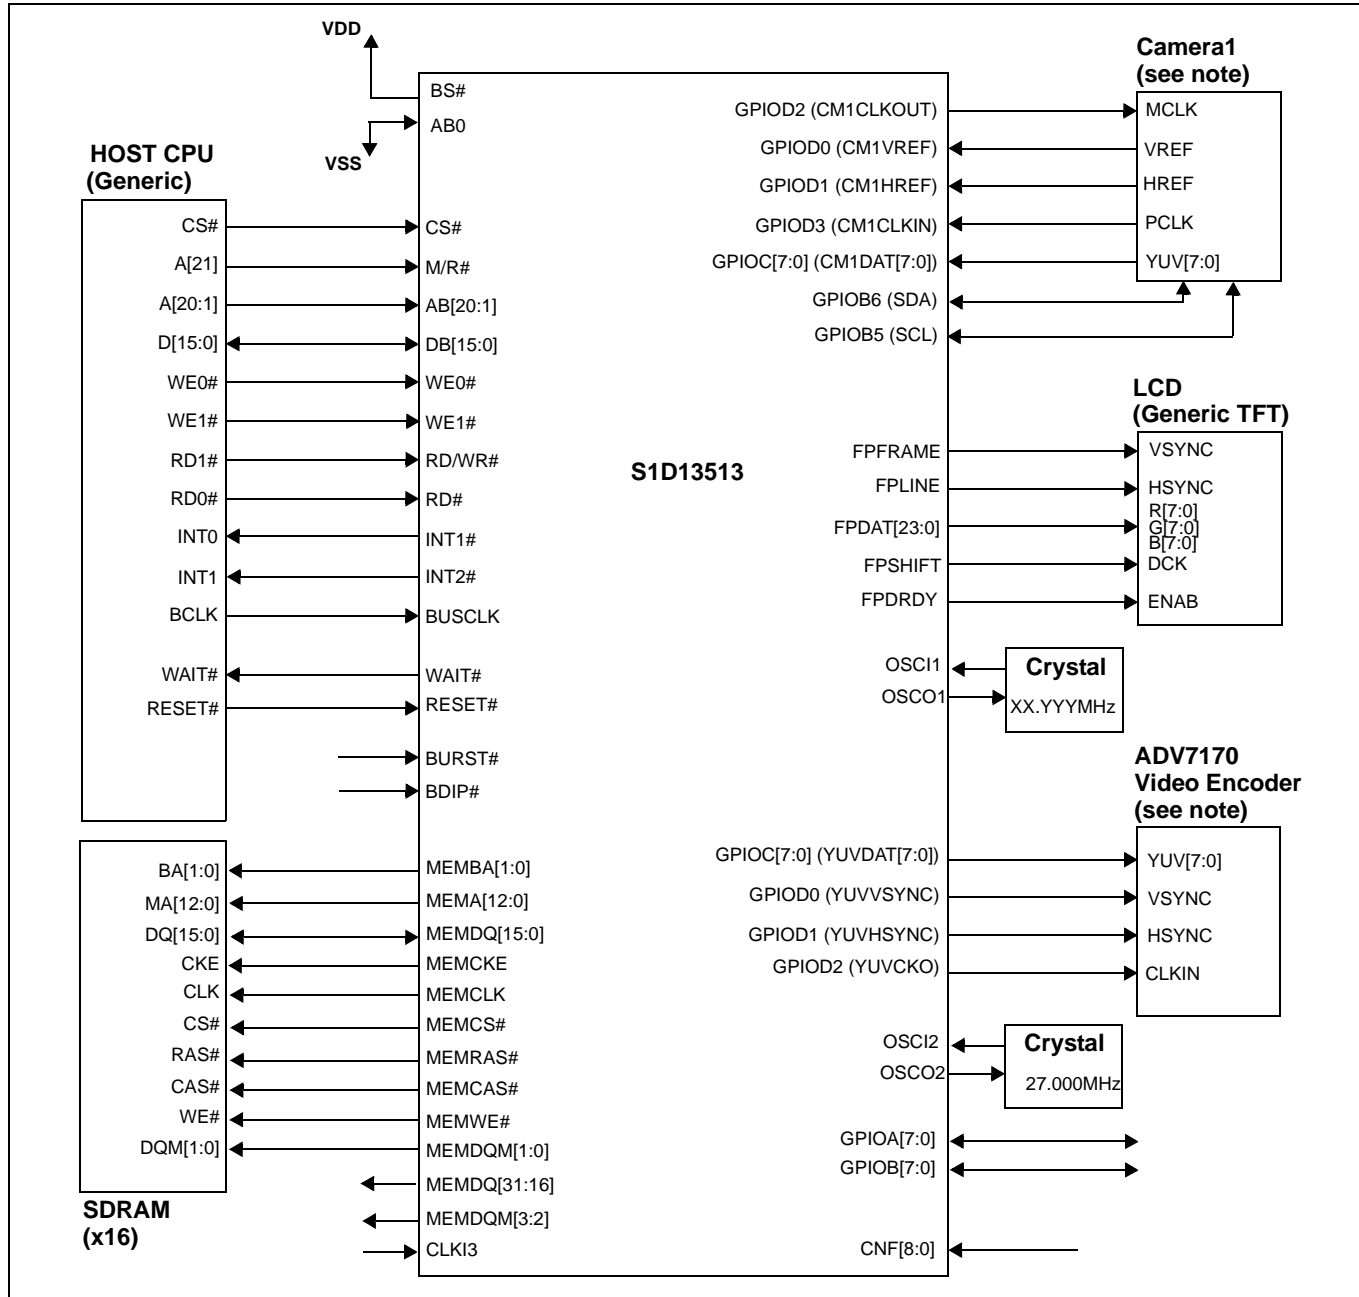 VDD
BS#
AB0
VSS
HOST CPU
(Generic)
CS#
A[21]
A[20:1]
D[15:0]
WE0#
WE1#
RD1#
RD0#
INT0
INT1
BCLK
WAIT#
RESET#
CS#
M/R#
AB[20:1]
DB[15:0]
WE0#
WE1#
RD/WR#
RD#
INT1#
INT2#
BUSCLK
WAIT#
RESET#
BURST#
BDIP#
BA[1:0]
MA[12:0]
DQ[15:0]
CKE
CLK
CS#
RAS#
CAS#
WE#
DQM[1:0]
SDRAM
(x16)
MEMBA[1:0]
MEMA[12:0]
MEMDQ[15:0]
MEMCKE
MEMCLK
MEMCS#
MEMRAS#
MEMCAS#
MEMWE#
MEMDQM[1:0]
MEMDQ[31:16]
MEMDQM[3:2]
CLKI3
S1D13513
GPIOD2 (CM1CLKOUT)
GPIOD0 (CM1VREF)
GPIOD1 (CM1HREF)
GPIOD3 (CM1CLKIN)
GPIOC[7:0] (CM1DAT[7:0])
GPIOB6 (SDA)
GPIOB5 (SCL)
Camera1
(see note)
MCLK
VREF
HREF
PCLK
YUV[7:0]
FPFRAME
FPLINE
FPDAT[23:0]
FPSHIFT
FPDRDY
LCD
(Generic TFT)
VSYNC
HSYNC
R[7:0]
G[7:0]
B[7:0]
DCK
ENAB
OSCI1
OSCO1
Crystal
XX.YYYMHz
ADV7170
Video Encoder
(see note)
GPIOC[7:0] (YUVDAT[7:0])
GPIOD0 (YUVVSYNC)
GPIOD1 (YUVHSYNC)
GPIOD2 (YUVCKO)
YUV[7:0]
VSYNC
HSYNC
CLKIN
OSCI2
OSCO2
Crystal
27.000MHz
GPIOA[7:0]
GPIOB[7:0]
CNF[8:0]